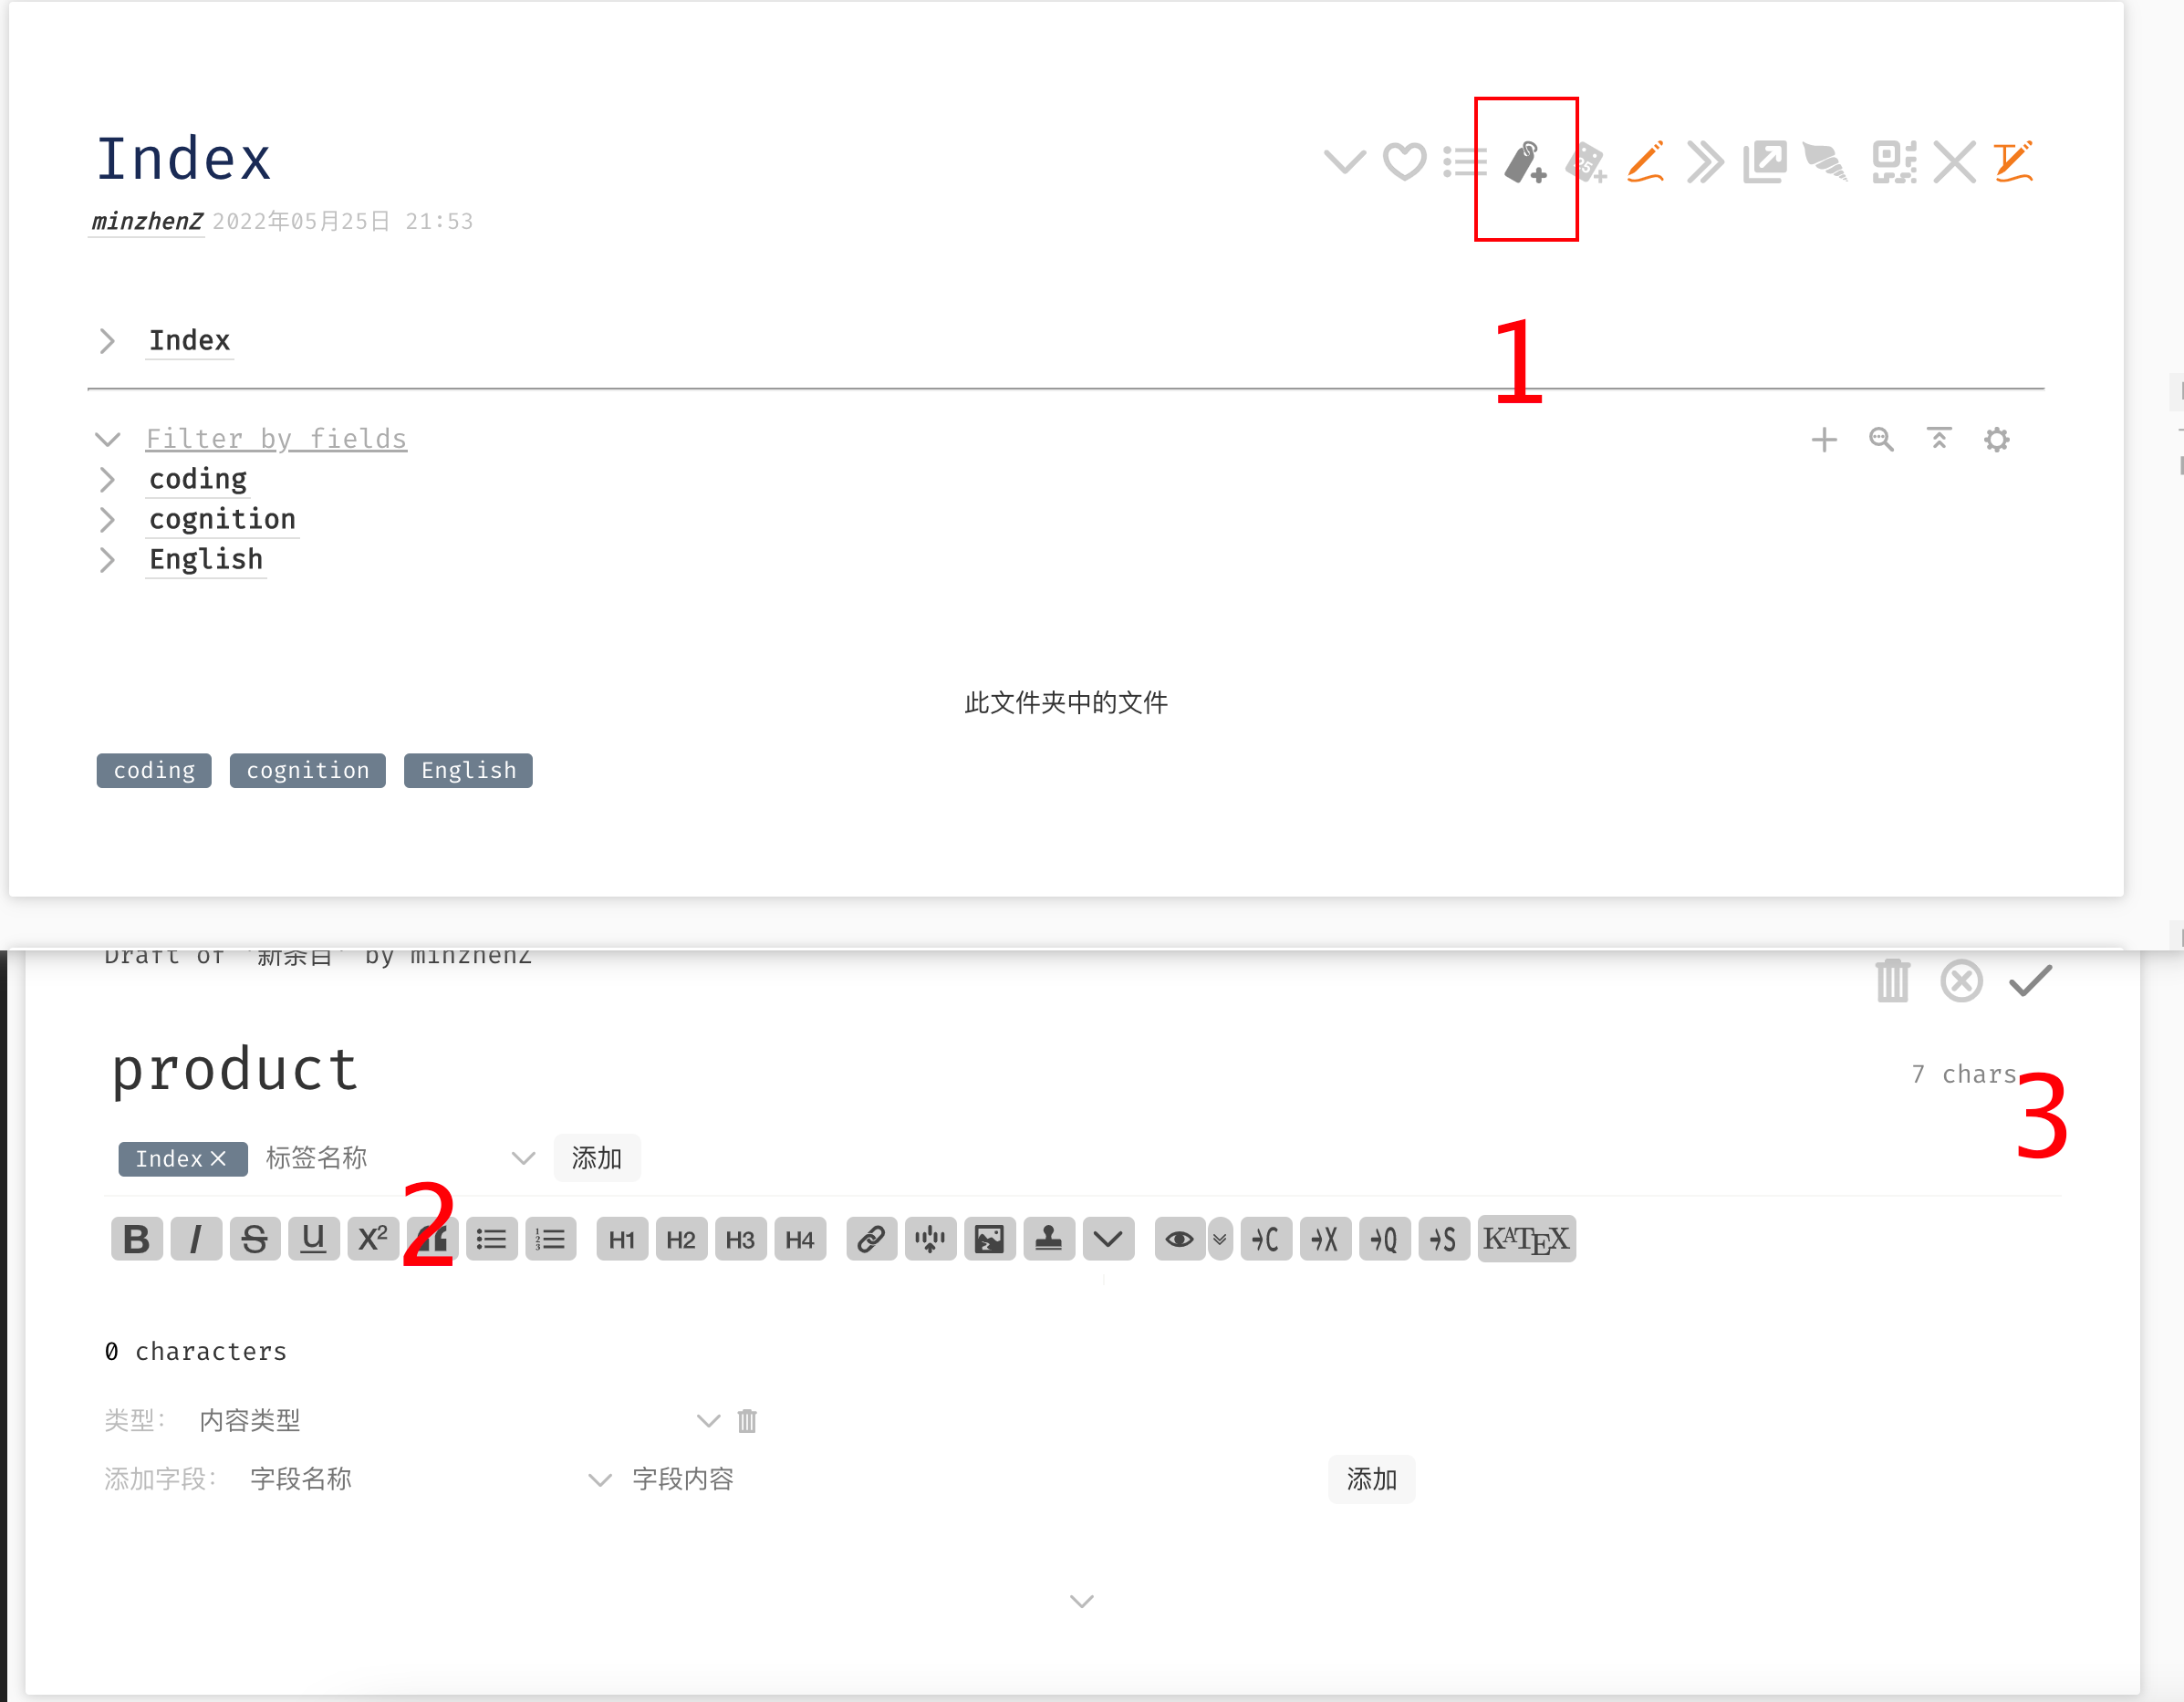 Index
minzhenZ 2022年05月25日 21:53
1
Index
Filter by fields
coding
cognition
English
此文件夹中的文件
coding cognition English
Draft of '新条目' by minzhenZ
product
7 chars
3
Index 标签名称 添加
2
B I S U X² H1 H2 H3 H4 →C →X →Q →S KATEX
0 characters
类型: 内容类型
添加字段: 字段名称 字段内容 添加